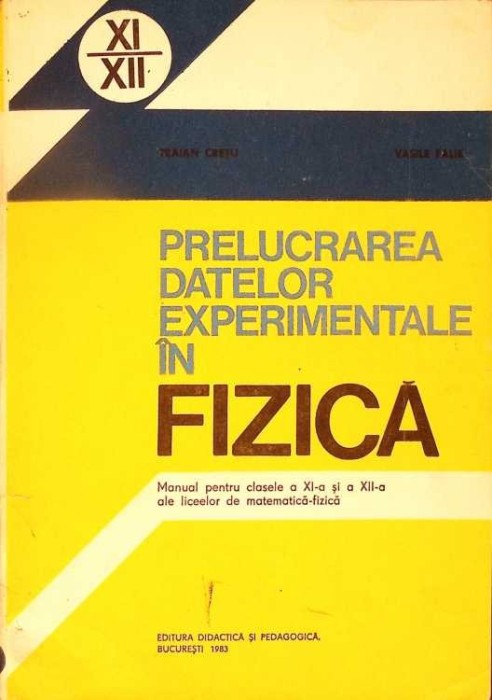 XI
XII
TRAIAN CREȚU VASILE FALIE
PRELUCRAREA
DATELOR
EXPERIMENTALE
ÎN
FIZICĂ
Manual pentru clasele a XI-a și a XII-a
ale liceelor de matematică-fizică
EDITURA DIDACTICĂ ȘI PEDAGOGICĂ,
BUCUREȘTI 1983